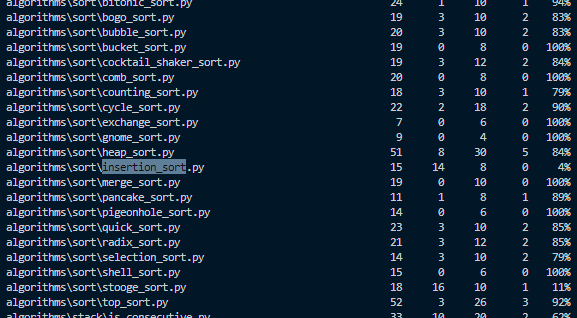 algorithms\sort\bitonic_sort.py 24 1 10 1 94%
algorithms\sort\bogo_sort.py 19 3 10 2 83%
algorithms\sort\bubble_sort.py 20 3 10 2 83%
algorithms\sort\bucket_sort.py 19 0 8 0 100%
algorithms\sort\cocktail_shaker_sort.py 19 3 12 2 84%
algorithms\sort\comb_sort.py 20 0 8 0 100%
algorithms\sort\counting_sort.py 18 3 10 1 79%
algorithms\sort\cycle_sort.py 22 2 18 2 90%
algorithms\sort\exchange_sort.py 7 0 6 0 100%
algorithms\sort\gnome_sort.py 9 0 4 0 100%
algorithms\sort\heap_sort.py 51 8 30 5 84%
algorithms\sort\insertion_sort.py 15 14 8 0 4%
algorithms\sort\merge_sort.py 19 0 10 0 100%
algorithms\sort\pancake_sort.py 11 1 8 1 89%
algorithms\sort\pigeonhole_sort.py 14 0 6 0 100%
algorithms\sort\quick_sort.py 23 3 10 2 85%
algorithms\sort\radix_sort.py 21 3 12 2 85%
algorithms\sort\selection_sort.py 14 3 10 2 79%
algorithms\sort\shell_sort.py 15 0 6 0 100%
algorithms\sort\stooge_sort.py 18 16 10 1 11%
algorithms\sort\top_sort.py 52 3 26 3 92%
algorithms\stack\is_consecutive.py 33 10 20 2 62%